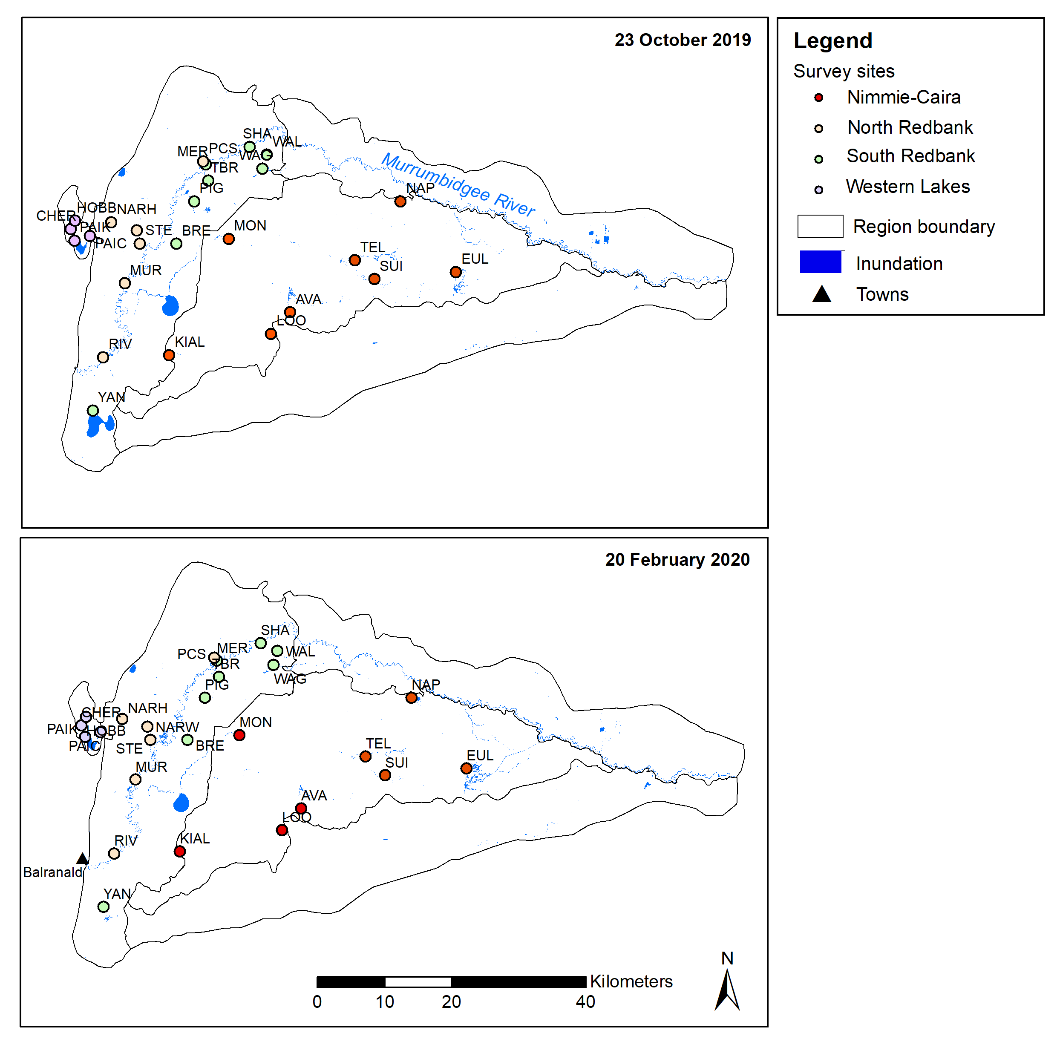 23 October 2019
SHA
WAL
MER
PCS
WAG
TBR
PIG
Murrumbidgee River
NAP
HOBB
NARH
CHER
PAIK
STE
BRE
MON
PAIC
TEL
SUI
EUL
MUR
AVA
LOO
RIV
KIAL
YAN
Legend
Survey sites
Nimmie-Caira
North Redbank
South Redbank
Western Lakes
Region boundary
Inundation
Towns
20 February 2020
SHA
PCS
MER
WAL
TBR
WAG
PIG
NAP
CHER
NARH
PAIK
HOBB
NARW
MON
PAIC
STE
BRE
TEL
SUI
EUL
MUR
AVA
LOO
RIV
KIAL
Balranald
YAN
N
Kilometers
0 10 20 40